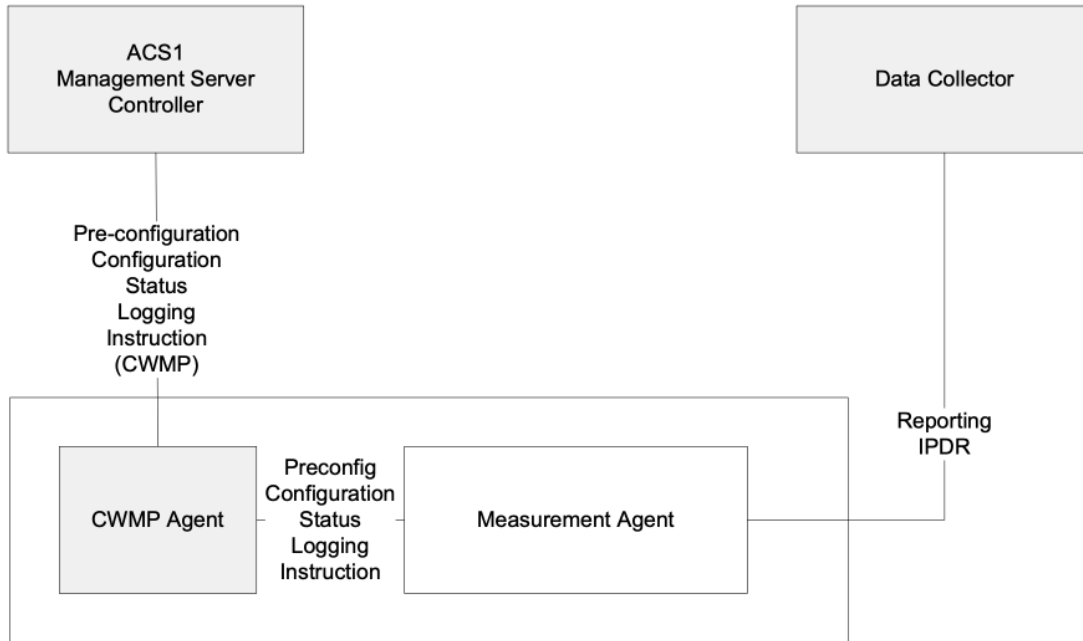 ACS1
Management Server
Controller
Data Collector
Pre-configuration
Configuration
Status
Logging
Instruction
(CWMP)
Reporting
IPDR
CWMP Agent
Preconfig
Configuration
Status
Logging
Instruction
Measurement Agent